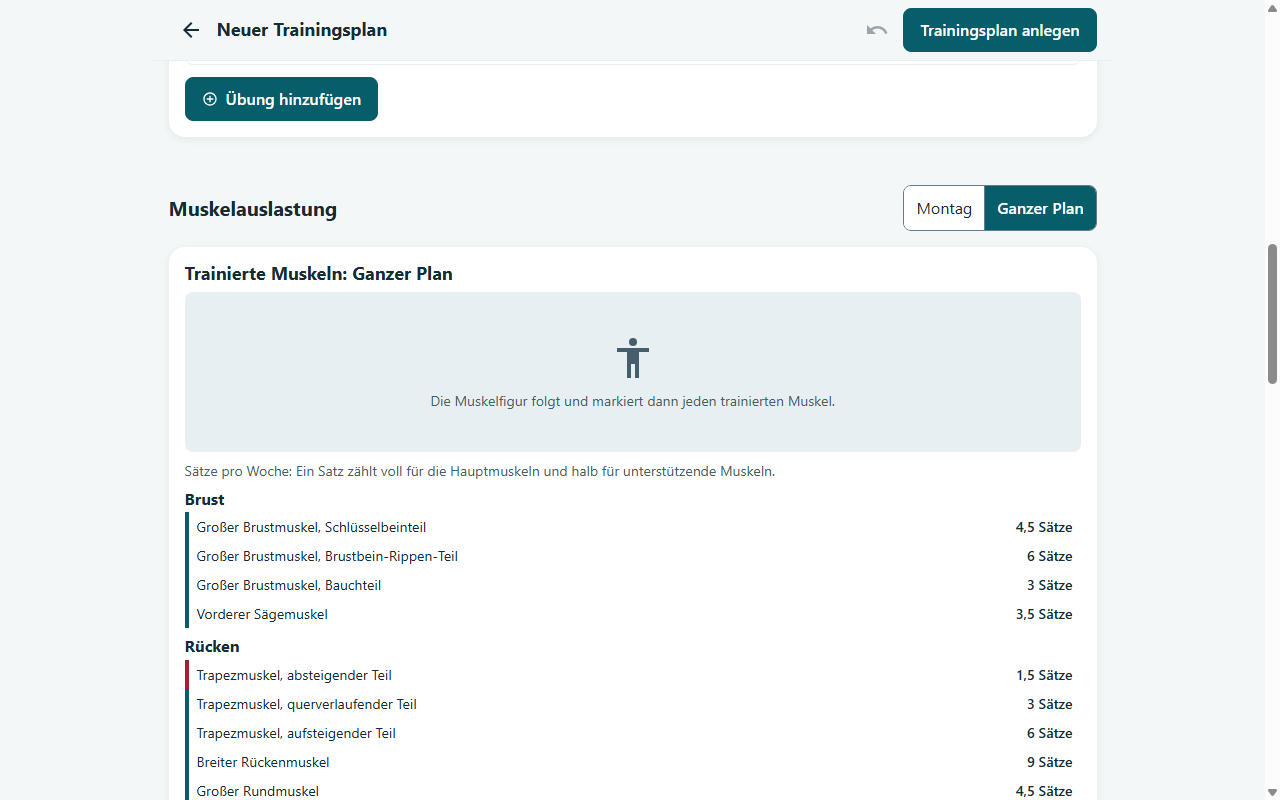 Neuer Trainingsplan
Trainingsplan anlegen
Übung hinzufügen
Muskelauslastung
Montag
Ganzer Plan
Trainierte Muskeln: Ganzer Plan
Die Muskelfigur folgt und markiert dann jeden trainierten Muskel.
Sätze pro Woche: Ein Satz zählt voll für die Hauptmuskeln und halb für unterstützende Muskeln.
Brust
Großer Brustmuskel, Schlüsselbeinteil 4,5 Sätze
Großer Brustmuskel, Brustbein-Rippen-Teil 6 Sätze
Großer Brustmuskel, Bauchteil 3 Sätze
Vorderer Sägemuskel 3,5 Sätze
Rücken
Trapezmuskel, absteigender Teil 1,5 Sätze
Trapezmuskel, querverlaufender Teil 3 Sätze
Trapezmuskel, aufsteigender Teil 6 Sätze
Breiter Rückenmuskel 9 Sätze
Großer Rundmuskel 4,5 Sätze